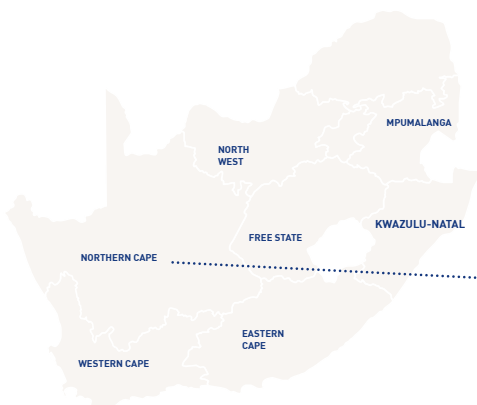 MPUMALANGA
NORTH
WEST
KWAZULU-NATAL
FREE STATE
NORTHERN CAPE
EASTERN
CAPE
WESTERN CAPE